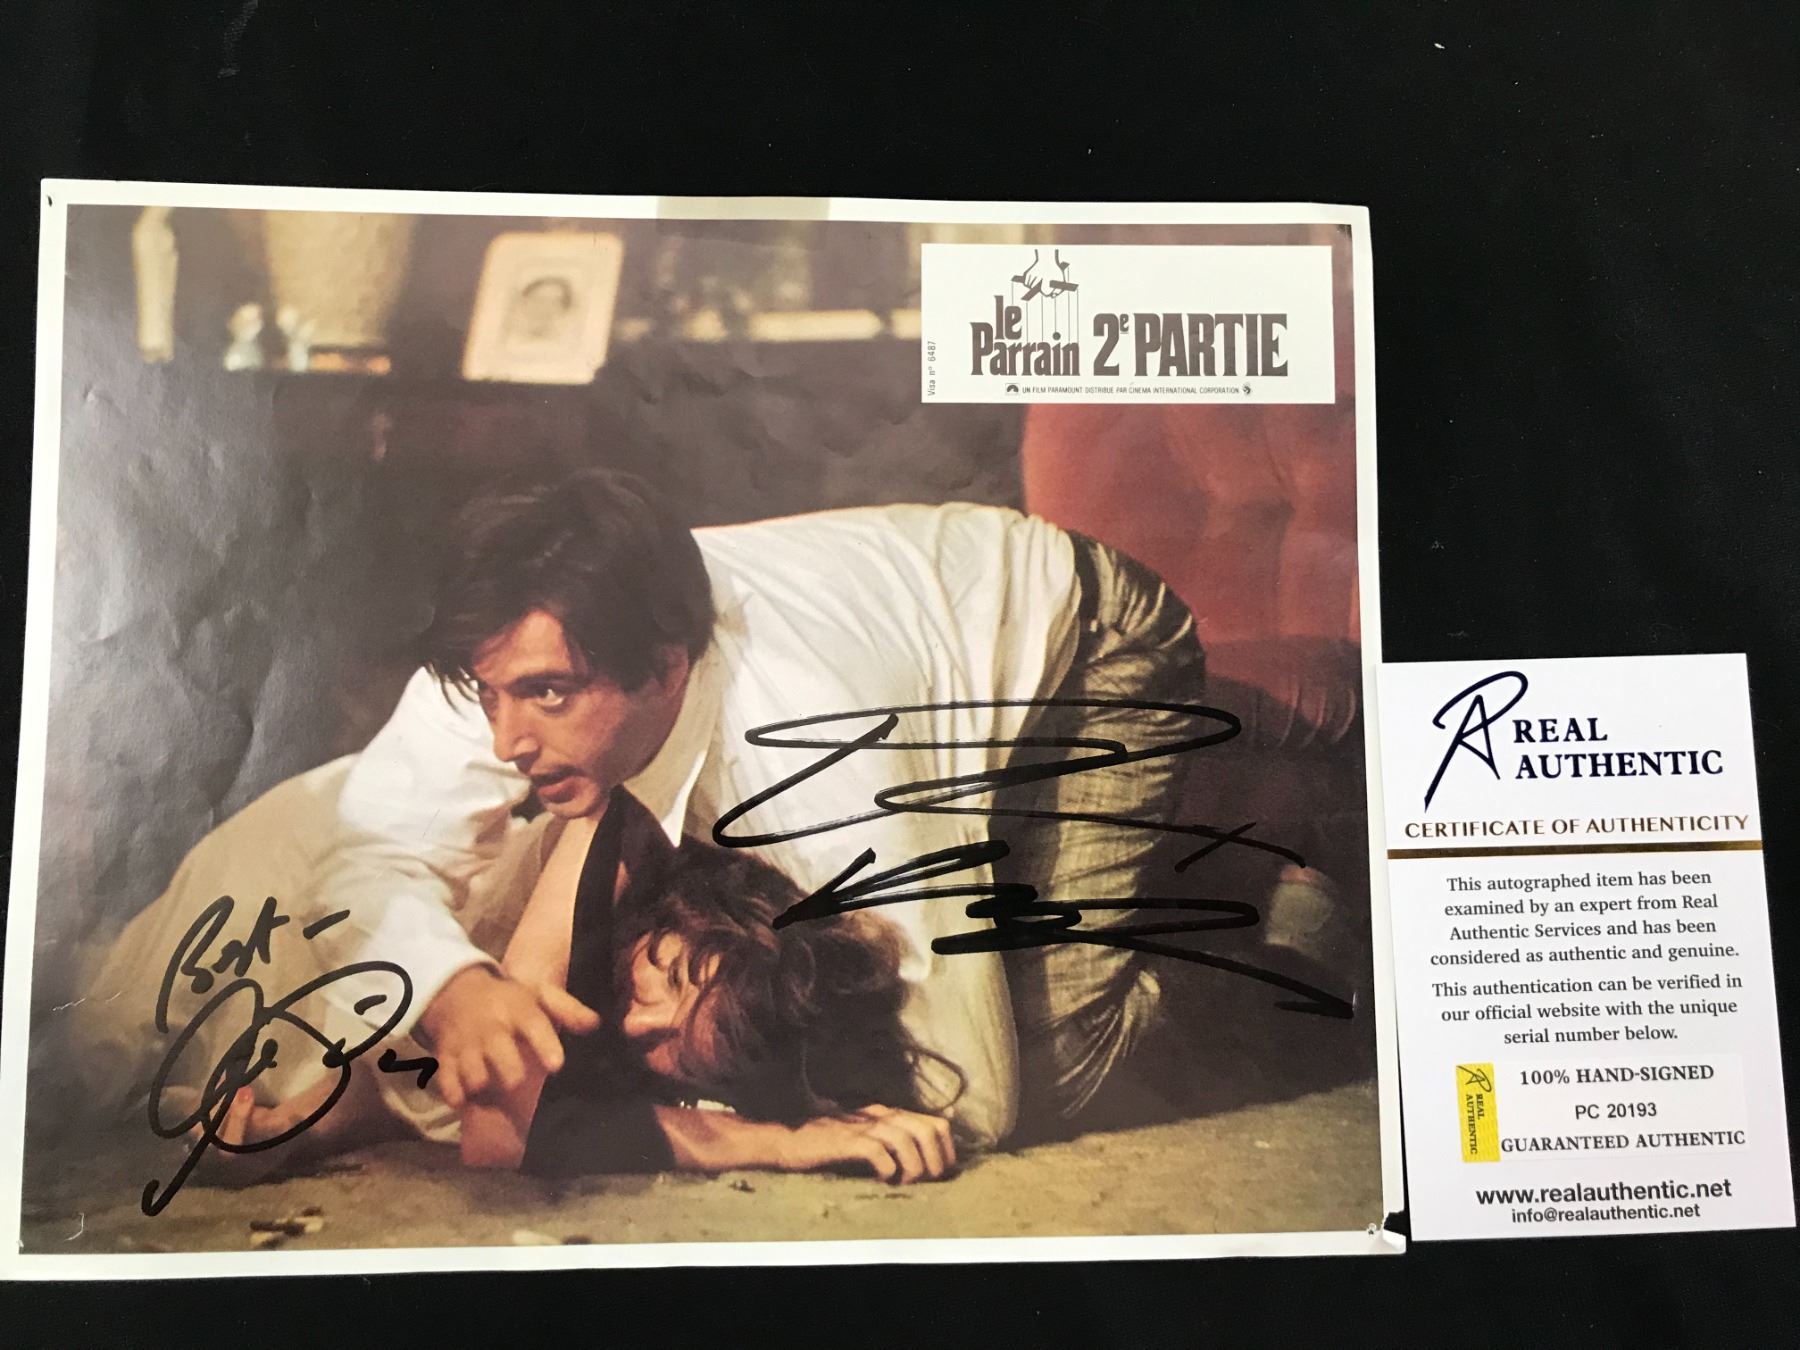 le
Parrain 2e PARTIE
Visa n° 6487
UN FILM PARAMOUNT DISTRIBUE PAR CINEMA INTERNATIONAL CORPORATION
Best -
REAL
AUTHENTIC
CERTIFICATE OF AUTHENTICITY
This autographed item has been
examined by an expert from Real
Authentic Services and has been
considered as authentic and genuine.
This authentication can be verified in
our official website with the unique
serial number below.
REAL
AUTHENTIC
100% HAND-SIGNED
PC 20193
GUARANTEED AUTHENTIC
www.realauthentic.net
info@realauthentic.net